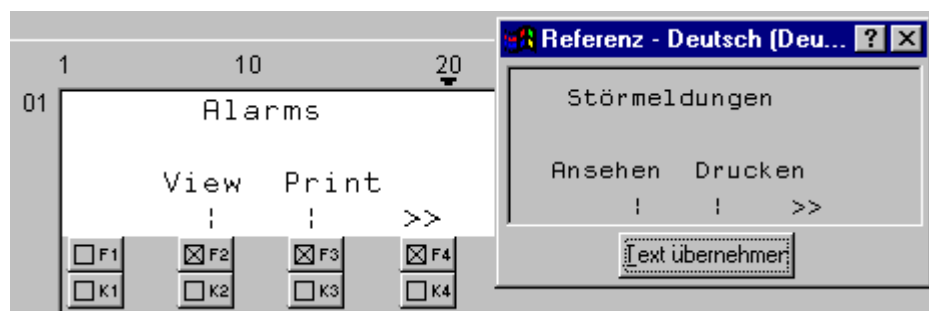 1 10 20
01
Alarms
View Print
¦ ¦ >>
F1 F2 F3 F4
K1 K2 K3 K4
Referenz - Deutsch (Deu... ? ×
Störmeldungen
Ansehen Drucken
¦ ¦ >>
Text übernehmen